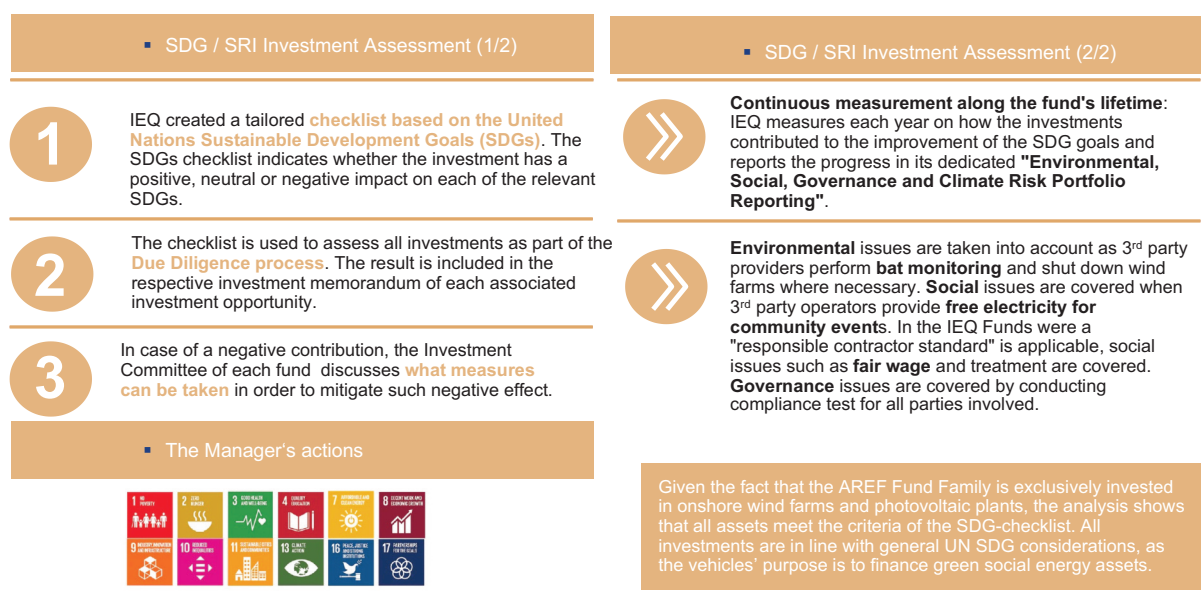 ▪ SDG / SRI Investment Assessment (1/2)
1
IEQ created a tailored checklist based on the United
Nations Sustainable Development Goals (SDGs). The
SDGs checklist indicates whether the investment has a
positive, neutral or negative impact on each of the relevant
SDGs.
2
The checklist is used to assess all investments as part of the
Due Diligence process. The result is included in the
respective investment memorandum of each associated
investment opportunity.
3
In case of a negative contribution, the Investment
Committee of each fund discusses what measures
can be taken in order to mitigate such negative effect.
▪ The Manager's actions
1 NO
POVERTY
2 ZERO
HUNGER
3 GOOD HEALTH
AND WELL-BEING
4 QUALITY
EDUCATION
7 AFFORDABLE AND
CLEAN ENERGY
8 DECENT WORK AND
ECONOMIC GROWTH
9 INDUSTRY, INNOVATION
AND INFRASTRUCTURE
10 REDUCED
INEQUALITIES
11 SUSTAINABLE CITIES
AND COMMUNITIES
13 CLIMATE
ACTION
16 PEACE, JUSTICE
AND STRONG
INSTITUTIONS
17 PARTNERSHIPS
FOR THE GOALS
▪ SDG / SRI Investment Assessment (2/2)
Continuous measurement along the fund's lifetime:
IEQ measures each year on how the investments
contributed to the improvement of the SDG goals and
reports the progress in its dedicated "Environmental,
Social, Governance and Climate Risk Portfolio
Reporting".
Environmental issues are taken into account as 3rd party
providers perform bat monitoring and shut down wind
farms where necessary. Social issues are covered when
3rd party operators provide free electricity for
community events. In the IEQ Funds were a
"responsible contractor standard" is applicable, social
issues such as fair wage and treatment are covered.
Governance issues are covered by conducting
compliance test for all parties involved.
Given the fact that the AREF Fund Family is exclusively invested
in onshore wind farms and photovoltaic plants, the analysis shows
that all assets meet the criteria of the SDG-checklist. All
investments are in line with general UN SDG considerations, as
the vehicles' purpose is to finance green social energy assets.